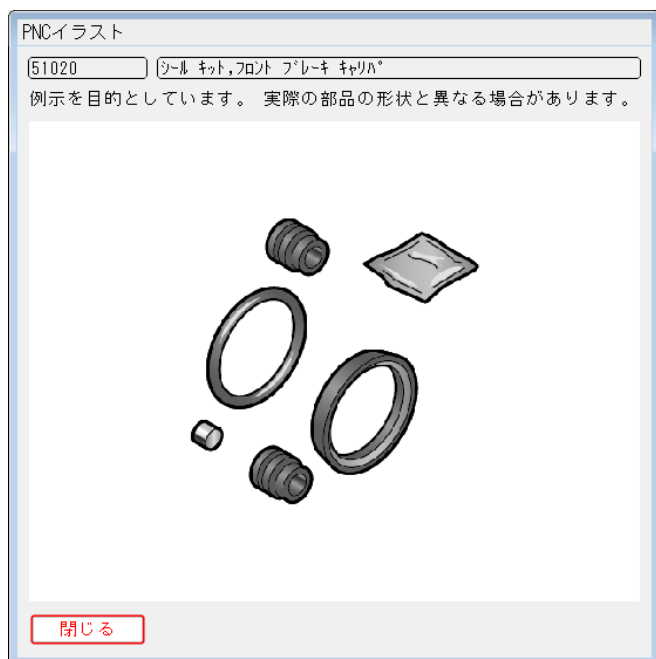 PNCイラスト
51020 ｼｰﾙ ｷｯﾄ,ﾌﾛﾝﾄ ﾌﾞﾚｰｷ ｷｬﾘﾊﾟ
例示を目的としています。 実際の部品の形状と異なる場合があります。
閉じる